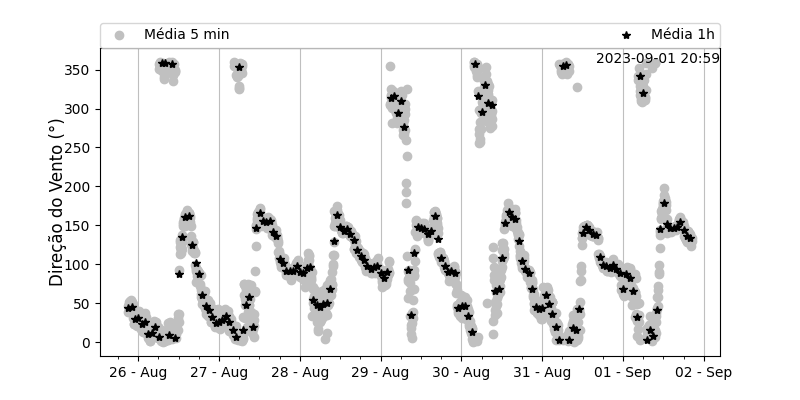 Média 5 min
Média 1h
2023-09-01 20:59
Direção do Vento (°)
350
300
250
200
150
100
50
0
26 - Aug
27 - Aug
28 - Aug
29 - Aug
30 - Aug
31 - Aug
01 - Sep
02 - Sep